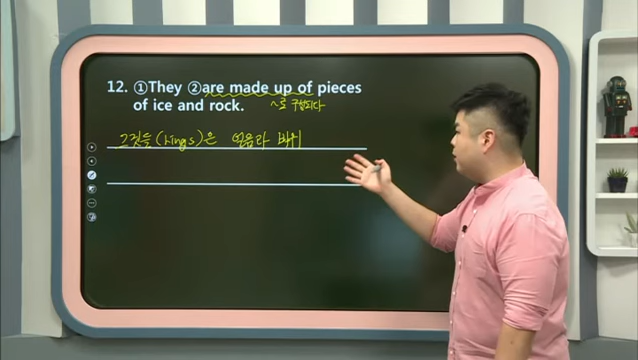 12. ①They ②are made up of pieces
of ice and rock. ~로 구성되다
그것들(rings)은 얼음과 바위